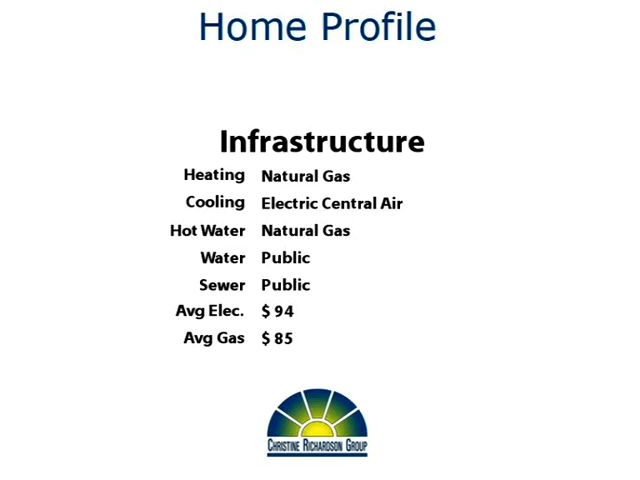 Home Profile
Infrastructure
Heating Natural Gas
Cooling Electric Central Air
Hot Water Natural Gas
Water Public
Sewer Public
Avg Elec. $ 94
Avg Gas $ 85
CHRISTINE RICHARDSON GROUP